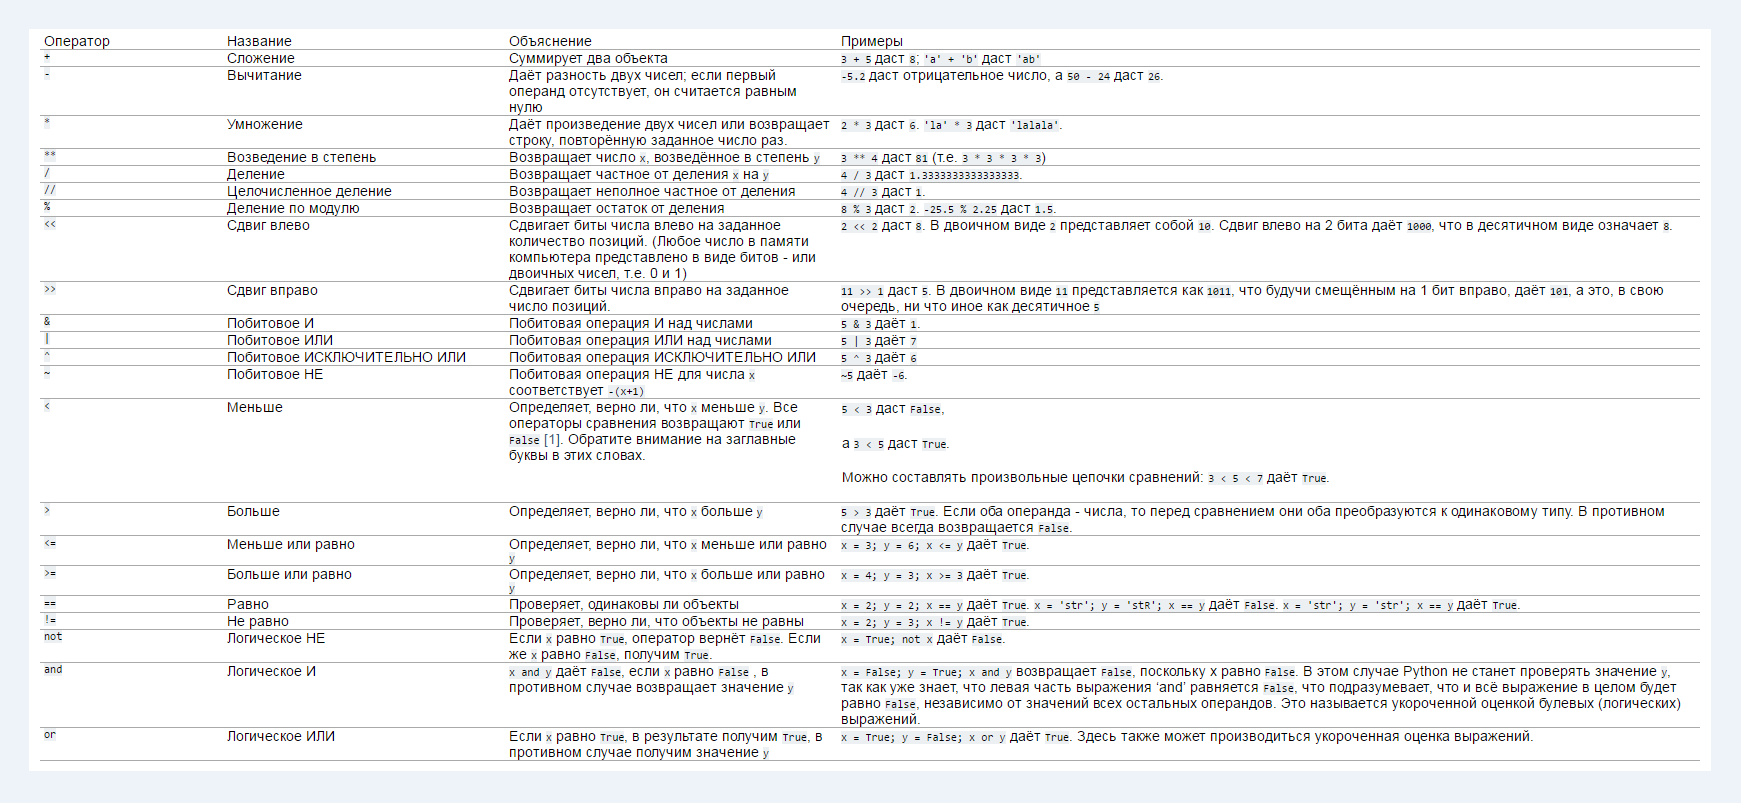 Оператор Название Объяснение Примеры
+ Сложение Суммирует два объекта 3 + 5 даст 8; 'a' + 'b' даст 'ab'
- Вычитание Даёт разность двух чисел; если первый -5.2 даст отрицательное число, а 50 - 24 даст 26.
операнд отсутствует, он считается равным
нулю
* Умножение Даёт произведение двух чисел или возвращает 2 * 3 даст 6. 'la' * 3 даст 'lalala'.
строку, повторённую заданное число раз.
** Возведение в степень Возвращает число x, возведённое в степень y 3 ** 4 даст 81 (т.е. 3 * 3 * 3 * 3)
/ Деление Возвращает частное от деления x на y 4 / 3 даст 1.3333333333333333.
// Целочисленное деление Возвращает неполное частное от деления 4 // 3 даст 1.
% Деление по модулю Возвращает остаток от деления 8 % 3 даст 2. -25.5 % 2.25 даст 1.5.
<< Сдвиг влево Сдвигает биты числа влево на заданное 2 << 2 даст 8. В двоичном виде 2 представляет собой 10. Сдвиг влево на 2 бита даёт 1000, что в десятичном виде означает 8.
количество позиций. (Любое число в памяти
компьютера представлено в виде битов - или
двоичных чисел, т.е. 0 и 1)
>> Сдвиг вправо Сдвигает биты числа вправо на заданное 11 >> 1 даст 5. В двоичном виде 11 представляется как 1011, что будучи смещённым на 1 бит вправо, даёт 101, а это, в свою
число позиций. очередь, ни что иное как десятичное 5
& Побитовое И Побитовая операция И над числами 5 & 3 даёт 1.
| Побитовое ИЛИ Побитовая операция ИЛИ над числами 5 | 3 даёт 7
^ Побитовое ИСКЛЮЧИТЕЛЬНО ИЛИ Побитовая операция ИСКЛЮЧИТЕЛЬНО ИЛИ 5 ^ 3 даёт 6
~ Побитовое НЕ Побитовая операция НЕ для числа x ~5 даёт -6.
соответствует -(x+1)
< Меньше Определяет, верно ли, что x меньше y. Все 5 < 3 даст False,
операторы сравнения возвращают True или
False [1]. Обратите внимание на заглавные а 3 < 5 даст True.
буквы в этих словах.
Можно составлять произвольные цепочки сравнений: 3 < 5 < 7 даёт True.
> Больше Определяет, верно ли, что x больше y 5 > 3 даёт True. Если оба операнда - числа, то перед сравнением они оба преобразуются к одинаковому типу. В противном
случае всегда возвращается False.
<= Меньше или равно Определяет, верно ли, что x меньше или равно x = 3; y = 6; x <= y даёт True.
y
>= Больше или равно Определяет, верно ли, что x больше или равно x = 4; y = 3; x >= 3 даёт True.
y
== Равно Проверяет, одинаковы ли объекты x = 2; y = 2; x == y даёт True. x = 'str'; y = 'stR'; x == y даёт False. x = 'str'; y = 'str'; x == y даёт True.
!= Не равно Проверяет, верно ли, что объекты не равны x = 2; y = 3; x != y даёт True.
not Логическое НЕ Если x равно True, оператор вернёт False. Если x = True; not x даёт False.
же x равно False, получим True.
and Логическое И x and y даёт False, если x равно False , в x = False; y = True; x and y возвращает False, поскольку x равно False. В этом случае Python не станет проверять значение y,
противном случае возвращает значение y так как уже знает, что левая часть выражения ‘and’ равняется False, что подразумевает, что и всё выражение в целом будет
равно False, независимо от значений всех остальных операндов. Это называется укороченной оценкой булевых (логических)
выражений.
or Логическое ИЛИ Если x равно True, в результате получим True, в x = True; y = False; x or y даёт True. Здесь также может производиться укороченная оценка выражений.
противном случае получим значение y